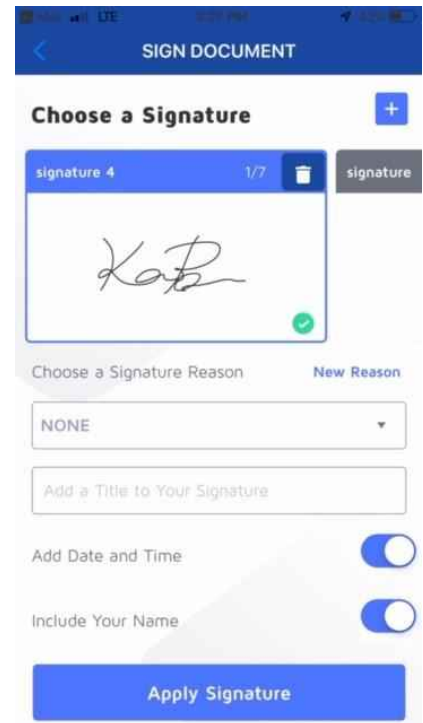 LTE
SIGN DOCUMENT
Choose a Signature
+
signature 4 1/7
signature
Choose a Signature Reason New Reason
NONE
Add a Title to Your Signature
Add Date and Time
Include Your Name
Apply Signature